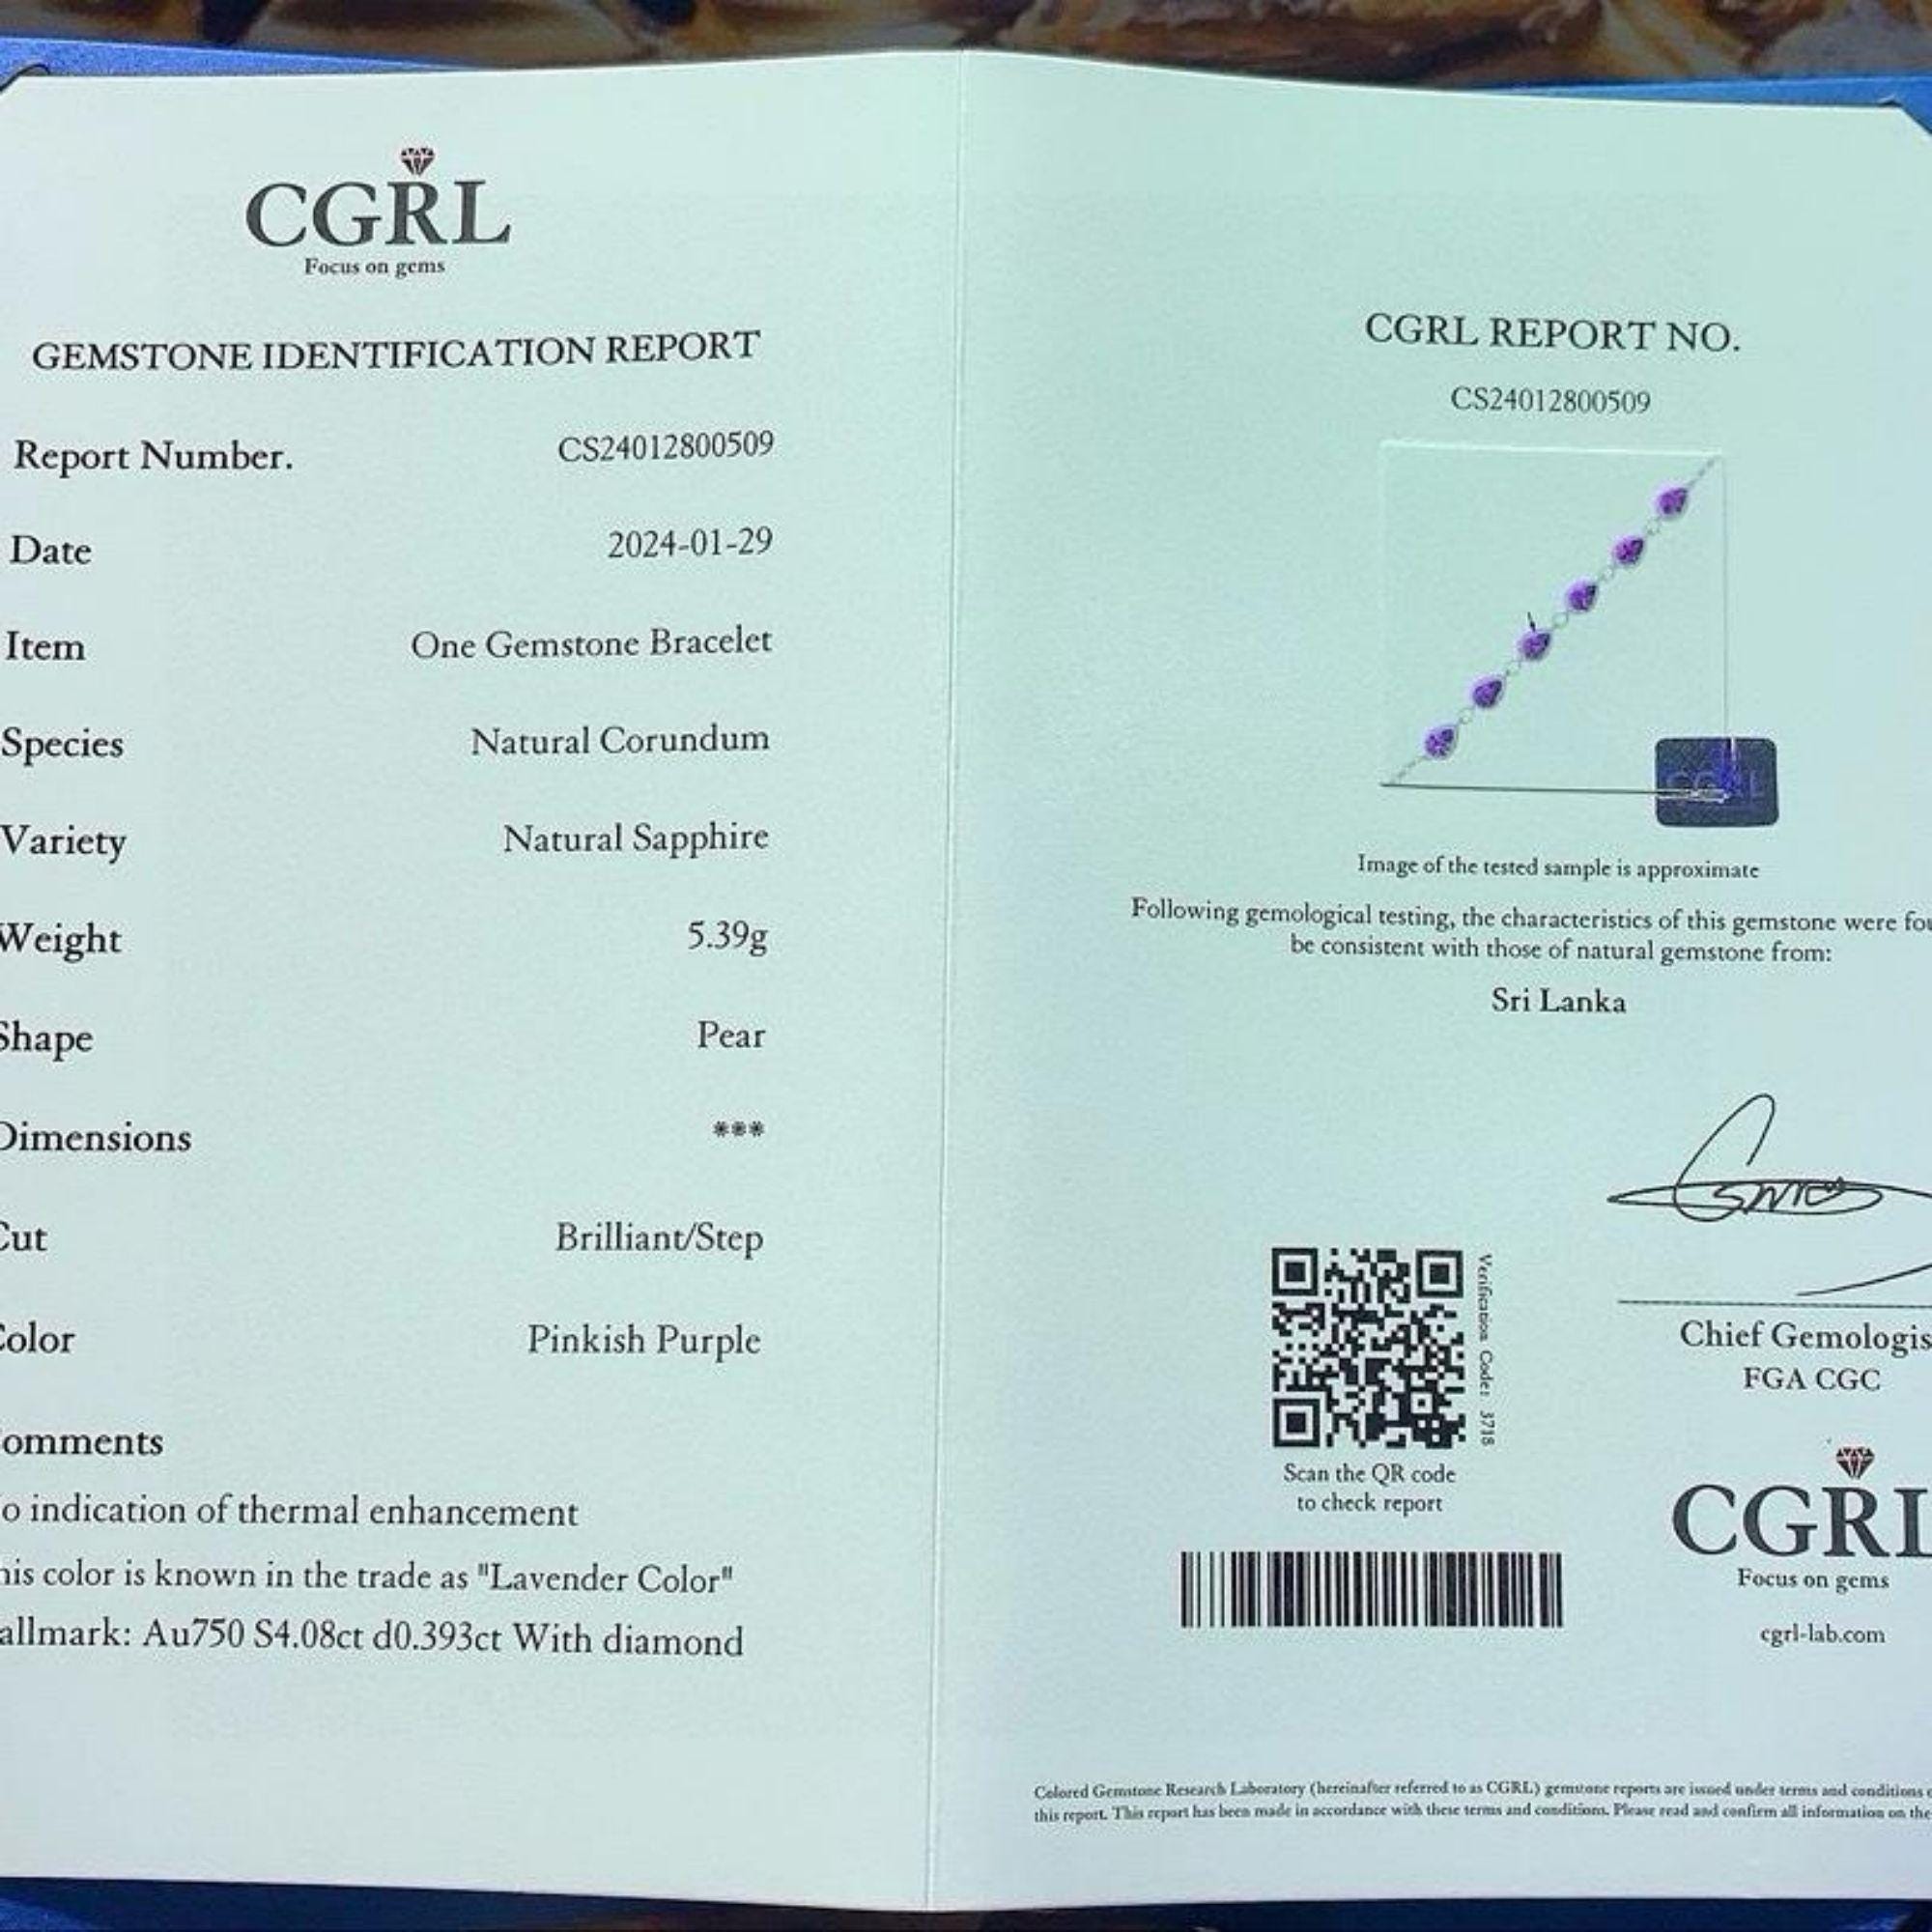 CGRL
Focus on gems
GEMSTONE IDENTIFICATION REPORT
Report Number. CS24012800509
Date 2024-01-29
Item One Gemstone Bracelet
Species Natural Corundum
Variety Natural Sapphire
Weight 5.39g
Shape Pear
Dimensions ***
Cut Brilliant/Step
Color Pinkish Purple
omments
o indication of thermal enhancement
his color is known in the trade as "Lavender Color"
allmark: Au750 S4.08ct d0.393ct With diamond
CGRL REPORT NO.
CS24012800509
CGRL
Image of the tested sample is approximate
Following gemological testing, the characteristics of this gemstone were fou
be consistent with those of natural gemstone from:
Sri Lanka
Verification Code: 3718
Scan the QR code
to check report
Chief Gemologis
FGA CGC
CGRL
Focus on gems
cgrl-lab.com
Colored Gemstone Research Laboratory (hereinafter referred to as CGRL) gemstone reports are issued under terms and conditions
this report. This report has been made in accordance with these terms and conditions. Please read and confirm all information on the